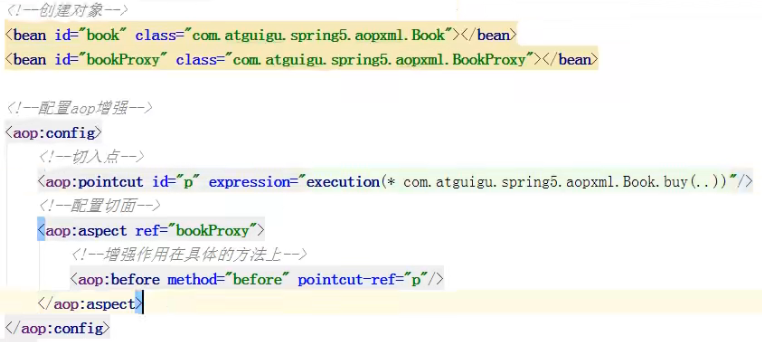 <!--创建对象-->
<bean id="book" class="com.atguigu.spring5.aopxml.Book"></bean>
<bean id="bookProxy" class="com.atguigu.spring5.aopxml.BookProxy"></bean>
<!--配置aop增强-->
<aop:config>
<!--切入点-->
<aop:pointcut id="p" expression="execution(* com.atguigu.spring5.aopxml.Book.buy(..))"/>
<!--配置切面-->
<aop:aspect ref="bookProxy">
<!--增强作用在具体的方法上-->
<aop:before method="before" pointcut-ref="p"/>
</aop:aspect>
</aop:config>